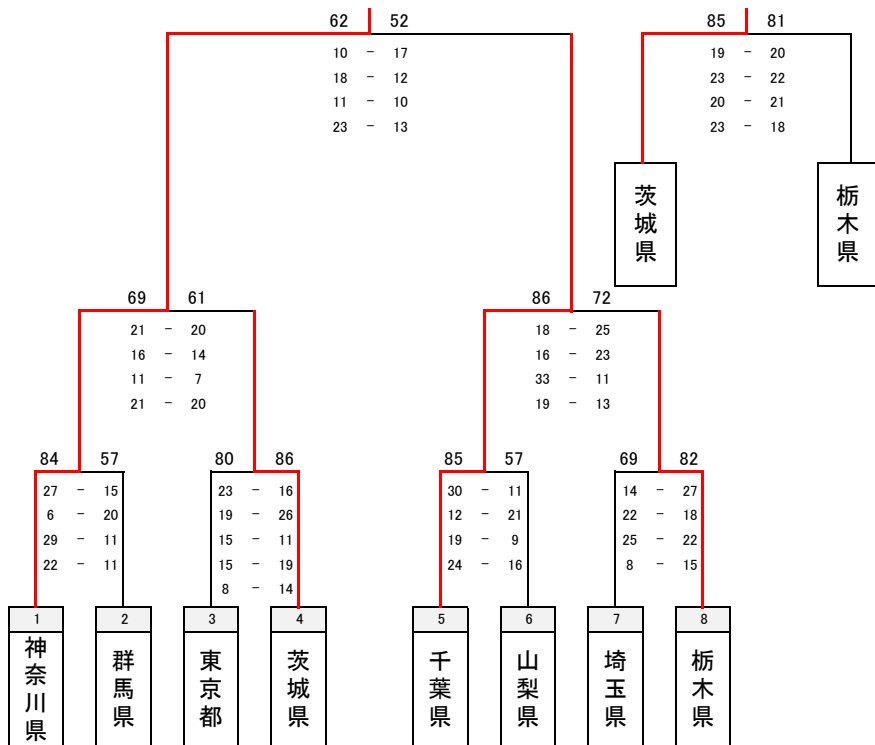 62 52
10 - 17
18 - 12
11 - 10
23 - 13
85 81
19 - 20
23 - 22
20 - 21
23 - 18
茨城県
栃木県
69 61
21 - 20
16 - 14
11 - 7
21 - 20
86 72
18 - 25
16 - 23
33 - 11
19 - 13
84 57
27 - 15
6 - 20
29 - 11
22 - 11
80 86
23 - 16
19 - 26
15 - 11
15 - 19
8 - 14
85 57
30 - 11
12 - 21
19 - 9
24 - 16
69 82
14 - 27
22 - 18
25 - 22
8 - 15
1
神奈川県
2
群馬県
3
東京都
4
茨城県
5
千葉県
6
山梨県
7
埼玉県
8
栃木県